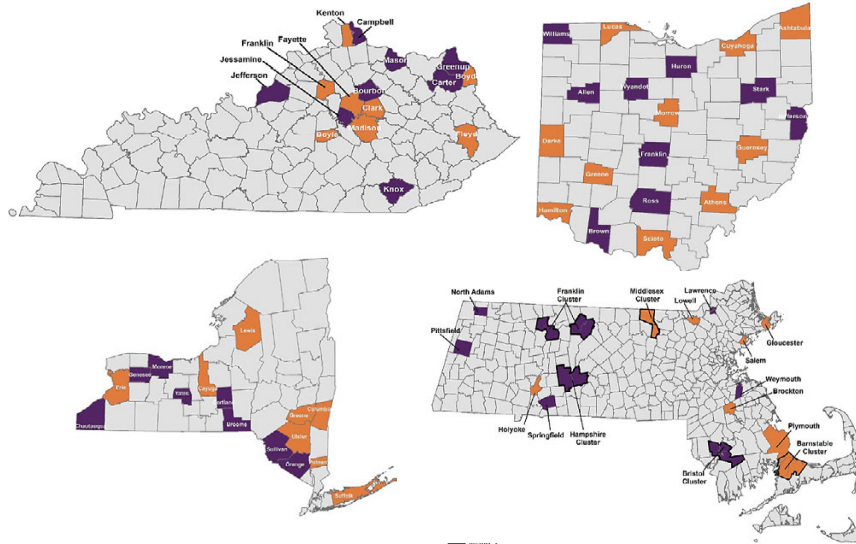 Kenton
Campbell
Franklin
Fayette
Jessamine
Jefferson
Mason
Greenup
Carter
Boyd
Bourbon
Clark
Madison
Boyle
Floyd
Knox
Williams
Lucas
Cuyahoga
Ashtabula
Huron
Allen
Wyandot
Stark
Morrow
Jefferson
Darke
Franklin
Guernsey
Greene
Ross
Athens
Hamilton
Brown
Scioto
Lewis
Monroe
Genesee
Erie
Cayuga
Yates
Cortland
Chautauqua
Broome
Greene
Columbia
Ulster
Sullivan
Orange
Putnam
Suffolk
North Adams
Franklin
Cluster
Middlesex
Cluster
Lawrence
Lowell
Pittsfield
Gloucester
Salem
Weymouth
Brockton
Holyoke
Springfield
Hampshire
Cluster
Plymouth
Barnstable
Cluster
Bristol
Cluster